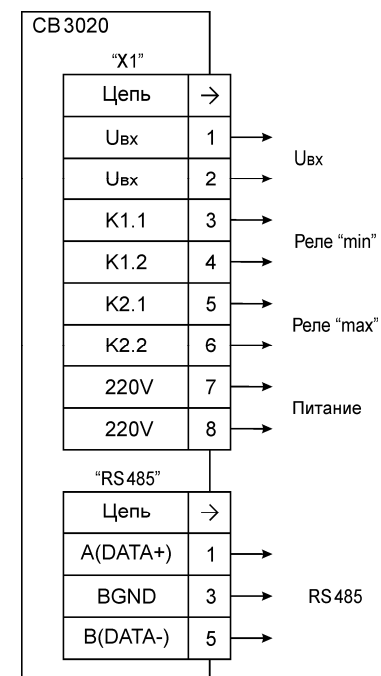 СВ3020
“X1”
Цепь →
Uвх 1
Uвх 2
Uвх
K1.1 3
K1.2 4
Реле “min”
K2.1 5
K2.2 6
Реле “max”
220V 7
220V 8
Питание
“RS485”
Цепь →
A(DATA+) 1
BGND 3 RS485
B(DATA-) 5